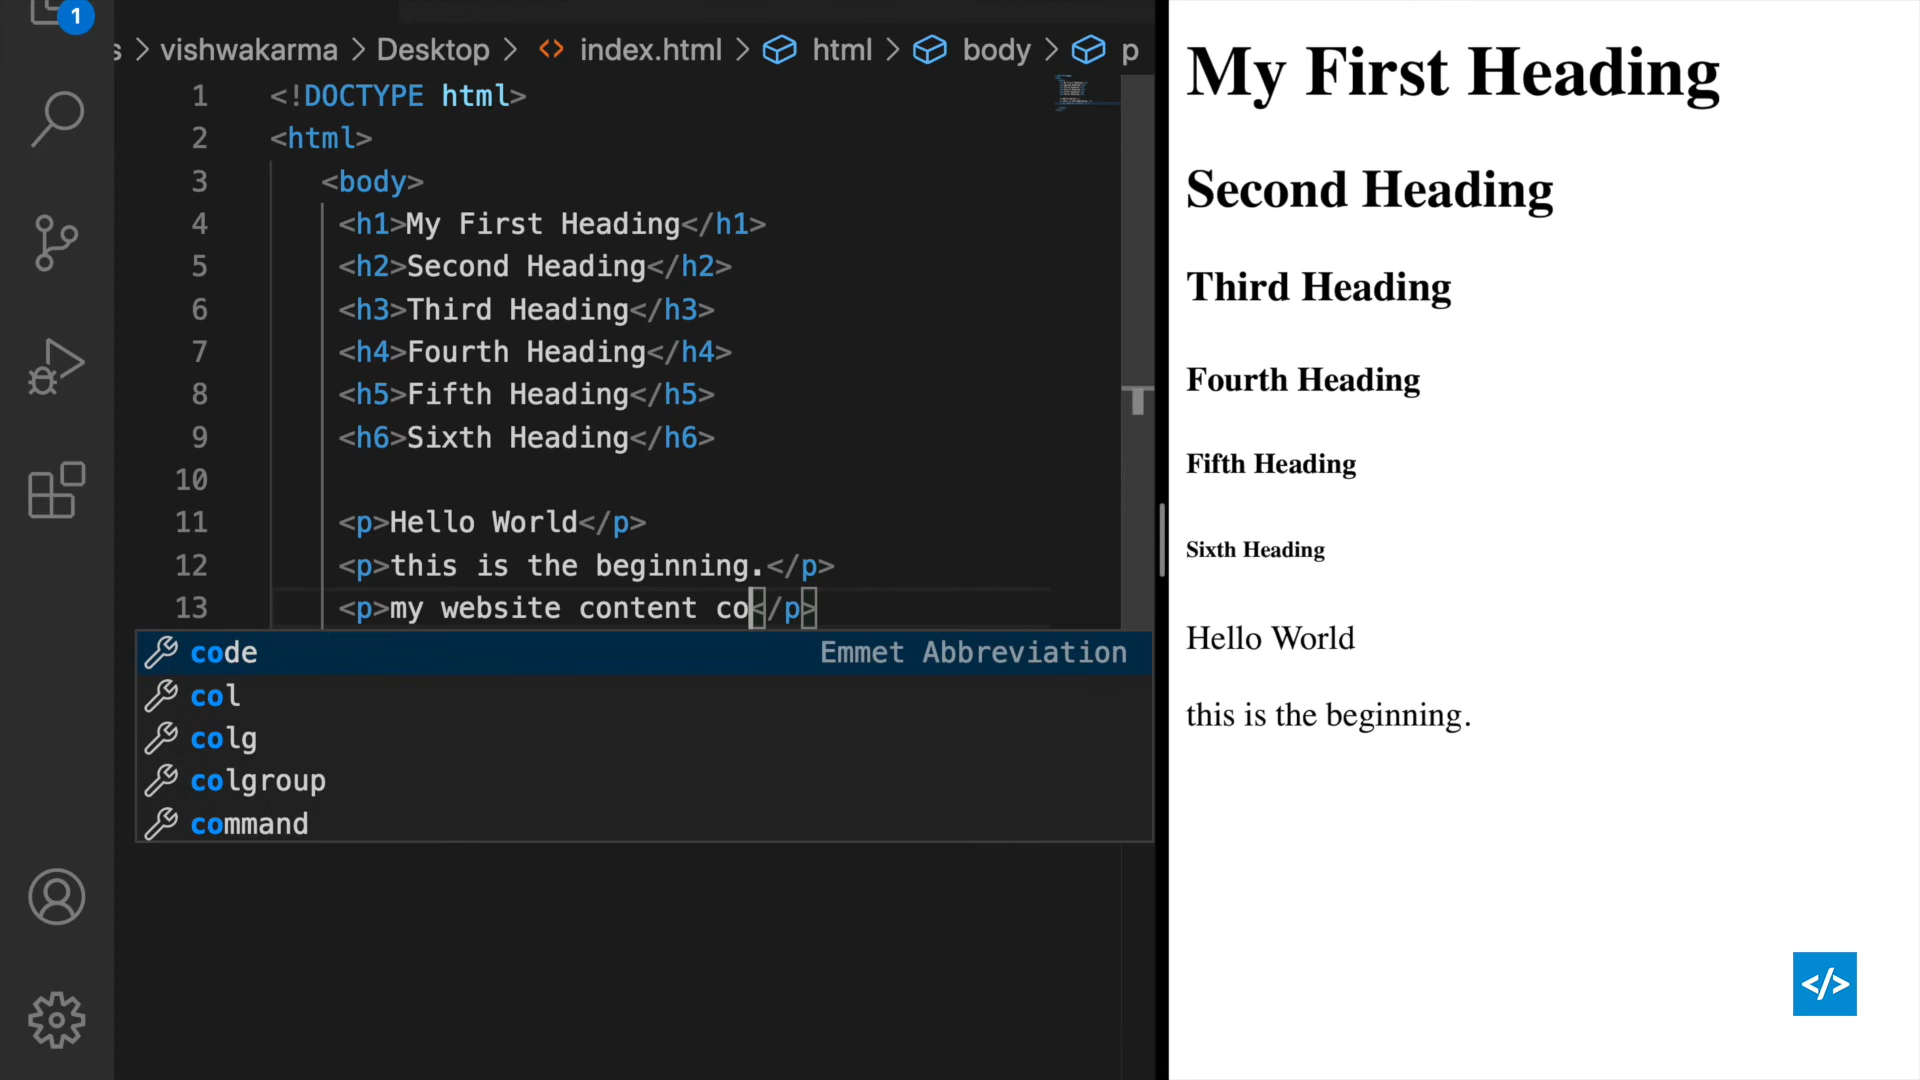 1
s > vishwakarma > Desktop > <> index.html > html > body > p
1 <!DOCTYPE html>
2 <html>
3 <body>
4 <h1>My First Heading</h1>
5 <h2>Second Heading</h2>
6 <h3>Third Heading</h3>
7 <h4>Fourth Heading</h4>
8 <h5>Fifth Heading</h5>
9 <h6>Sixth Heading</h6>
10
11 <p>Hello World</p>
12 <p>this is the beginning.</p>
13 <p>my website content co</p>
code Emmet Abbreviation
col
colg
colgroup
command
My First Heading
Second Heading
Third Heading
Fourth Heading
Fifth Heading
Sixth Heading
Hello World
this is the beginning.
</>